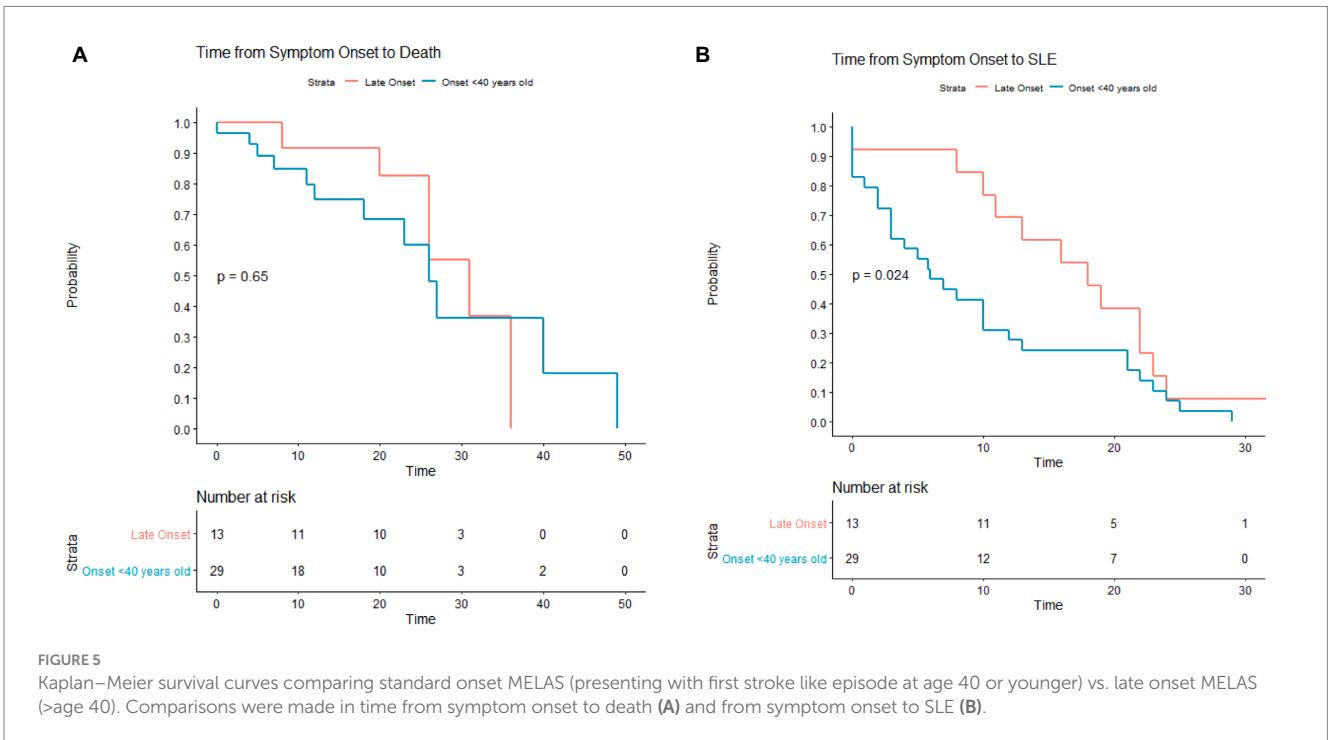 A
Time from Symptom Onset to Death
Strata Late Onset Onset <40 years old
1.0
0.9
0.8
0.7
0.6
0.5
0.4
0.3
0.2
0.1
0.0
Probability
p = 0.65
0 10 20 30 40 50
Time
Number at risk
Strata
Late Onset 13 11 10 3 0 0
Onset <40 years old 29 18 10 3 2 0
0 10 20 30 40 50
Time
B
Time from Symptom Onset to SLE
Strata Late Onset Onset <40 years old
1.0
0.9
0.8
0.7
0.6
0.5
0.4
0.3
0.2
0.1
0.0
Probability
p = 0.024
0 10 20 30
Time
Number at risk
Strata
Late Onset 13 11 5 1
Onset <40 years old 29 12 7 0
0 10 20 30
Time
FIGURE 5
Kaplan–Meier survival curves comparing standard onset MELAS (presenting with first stroke like episode at age 40 or younger) vs. late onset MELAS
(>age 40). Comparisons were made in time from symptom onset to death (A) and from symptom onset to SLE (B).